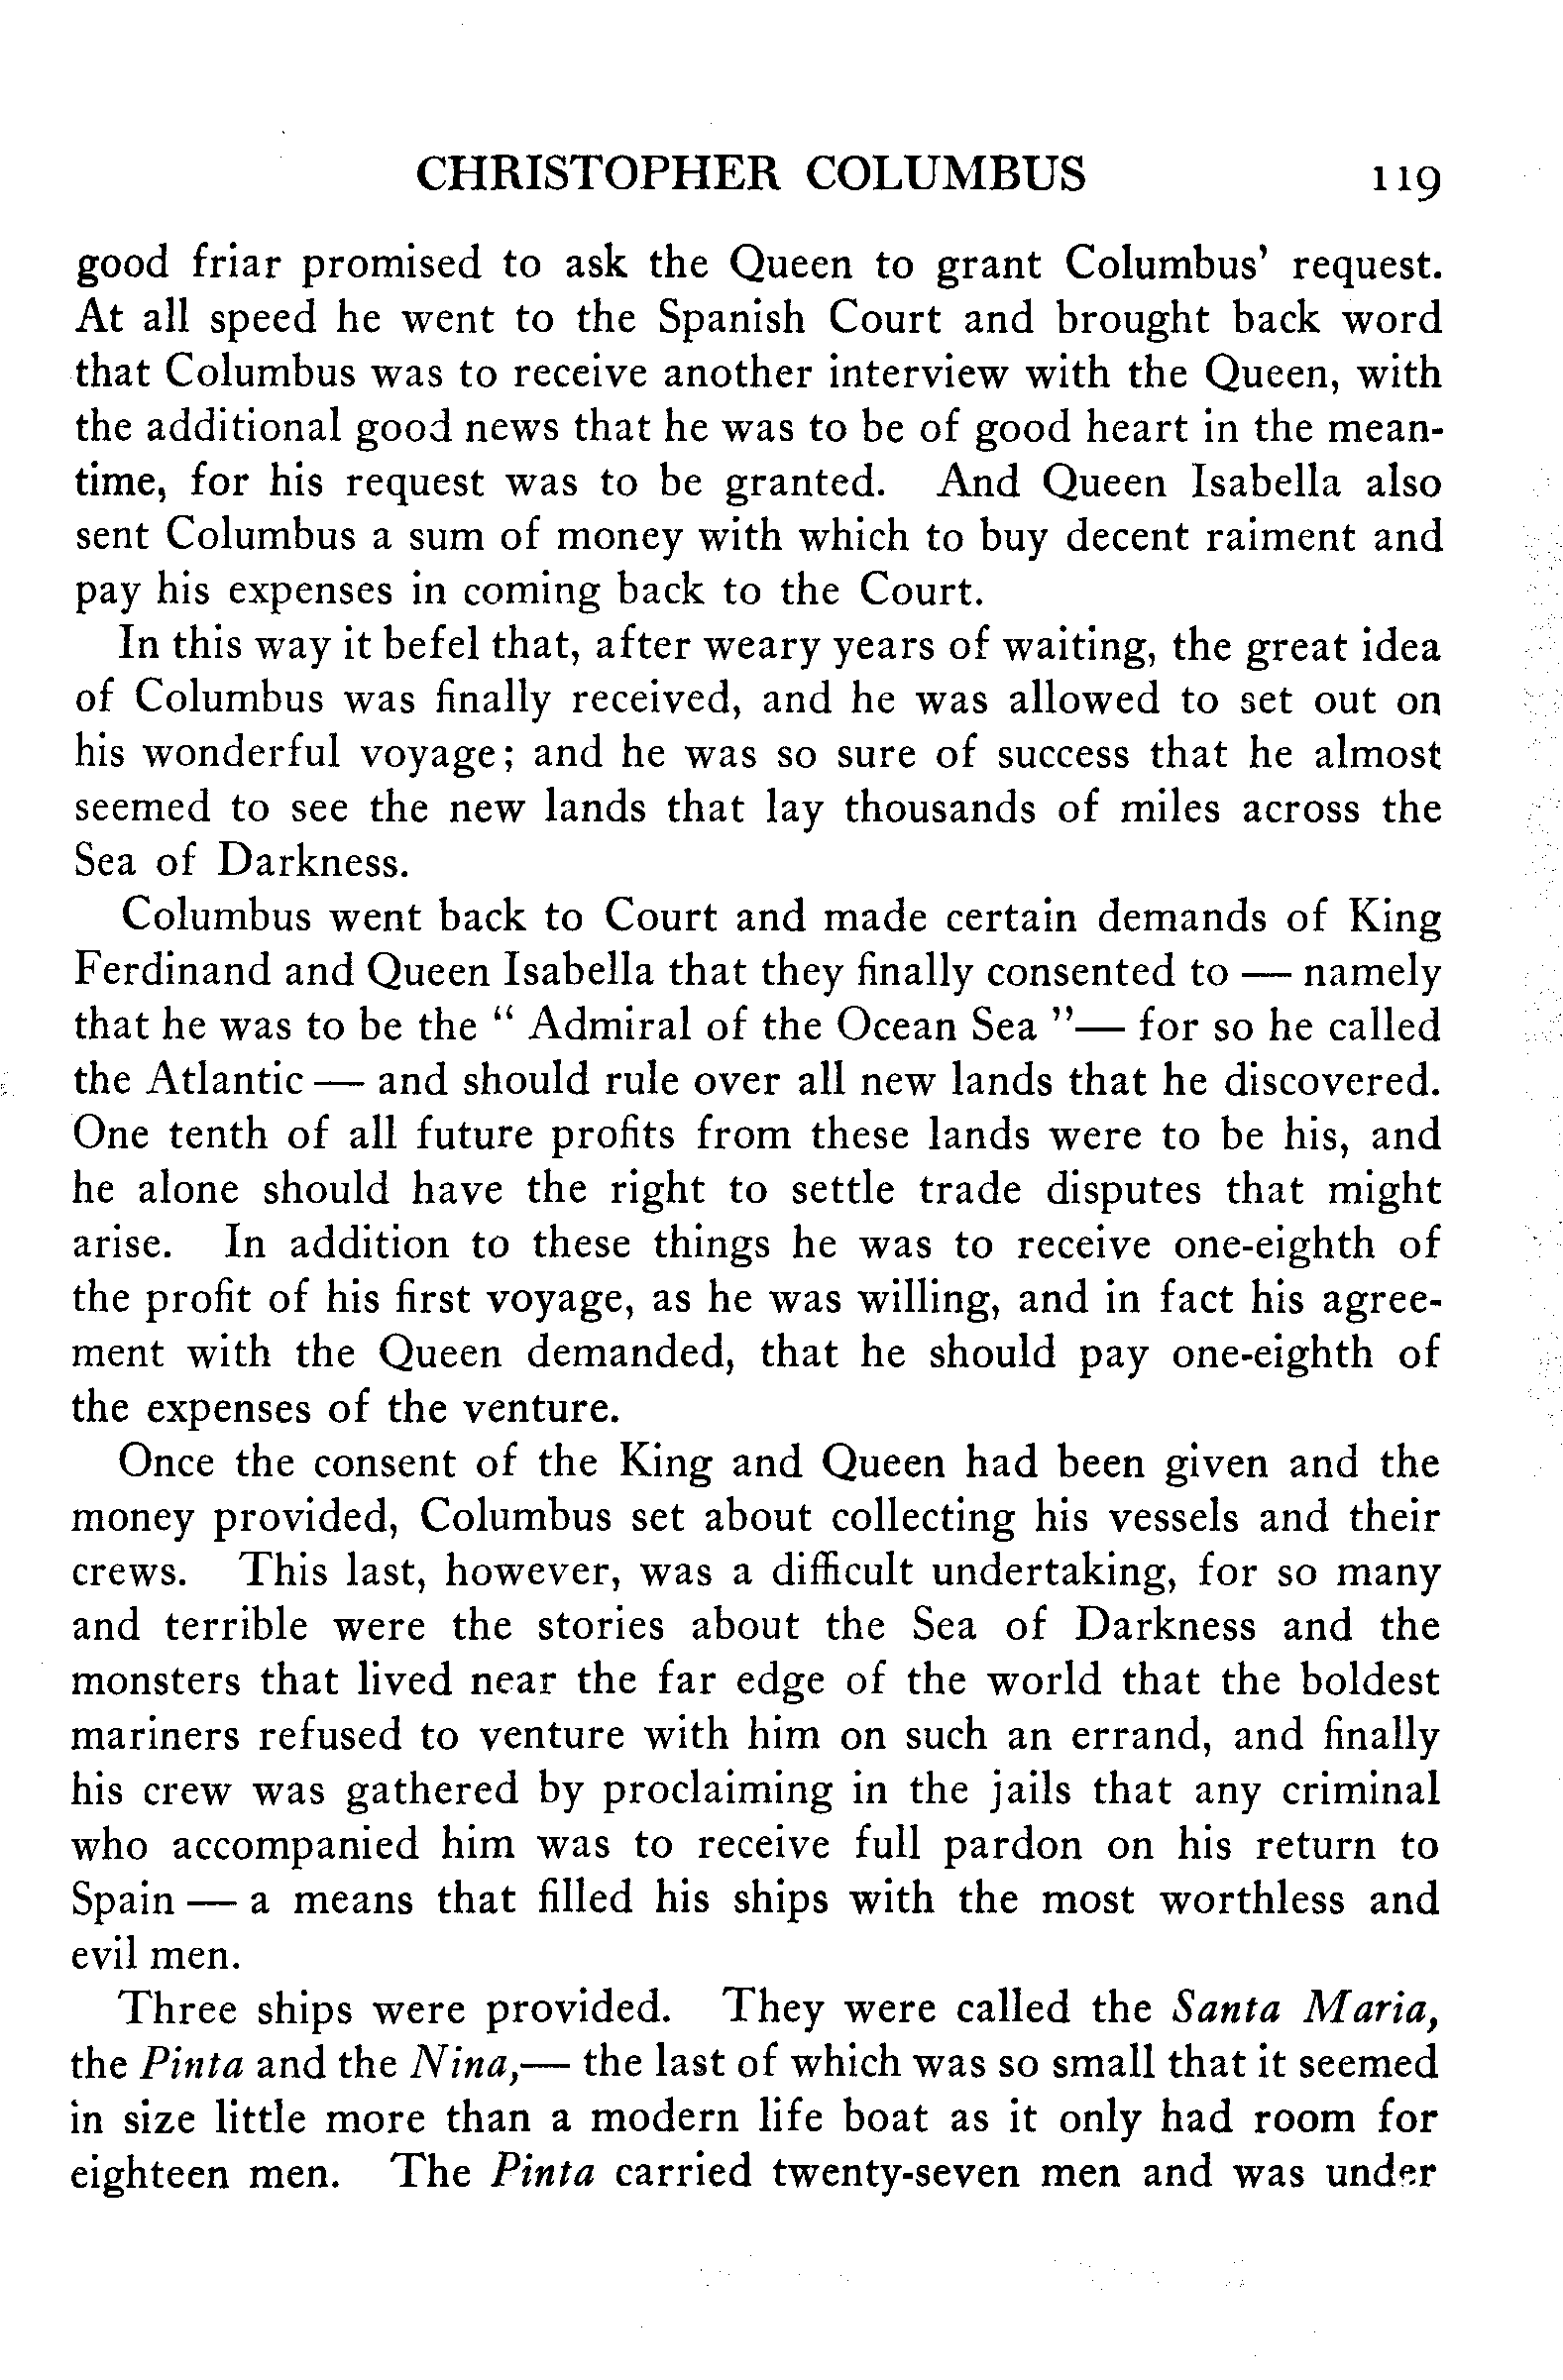 CHRISTOPHER COLUMBUS 119
good friar promised to ask the Queen to grant Columbus' request.
At all speed he went to the Spanish Court and brought back word
that Columbus was to receive another interview with the Queen, with
the additional good news that he was to be of good heart in the mean-
time, for his request was to be granted. And Queen Isabella also
sent Columbus a sum of money with which to buy decent raiment and
pay his expenses in coming back to the Court.
In this way it befel that, after weary years of waiting, the great idea
of Columbus was finally received, and he was allowed to set out on
his wonderful voyage; and he was so sure of success that he almost
seemed to see the new lands that lay thousands of miles across the
Sea of Darkness.
Columbus went back to Court and made certain demands of King
Ferdinand and Queen Isabella that they finally consented to — namely
that he was to be the " Admiral of the Ocean Sea "— for so he called
the Atlantic — and should rule over all new lands that he discovered.
One tenth of all future profits from these lands were to be his, and
he alone should have the right to settle trade disputes that might
arise. In addition to these things he was to receive one-eighth of
the profit of his first voyage, as he was willing, and in fact his agree-
ment with the Queen demanded, that he should pay one-eighth of
the expenses of the venture.
Once the consent of the King and Queen had been given and the
money provided, Columbus set about collecting his vessels and their
crews. This last, however, was a difficult undertaking, for so many
and terrible were the stories about the Sea of Darkness and the
monsters that lived near the far edge of the world that the boldest
mariners refused to venture with him on such an errand, and finally
his crew was gathered by proclaiming in the jails that any criminal
who accompanied him was to receive full pardon on his return to
Spain — a means that filled his ships with the most worthless and
evil men.
Three ships were provided. They were called the Santa Maria,
the Pinta and the Nina,— the last of which was so small that it seemed
in size little more than a modern life boat as it only had room for
eighteen men. The Pinta carried twenty-seven men and was under